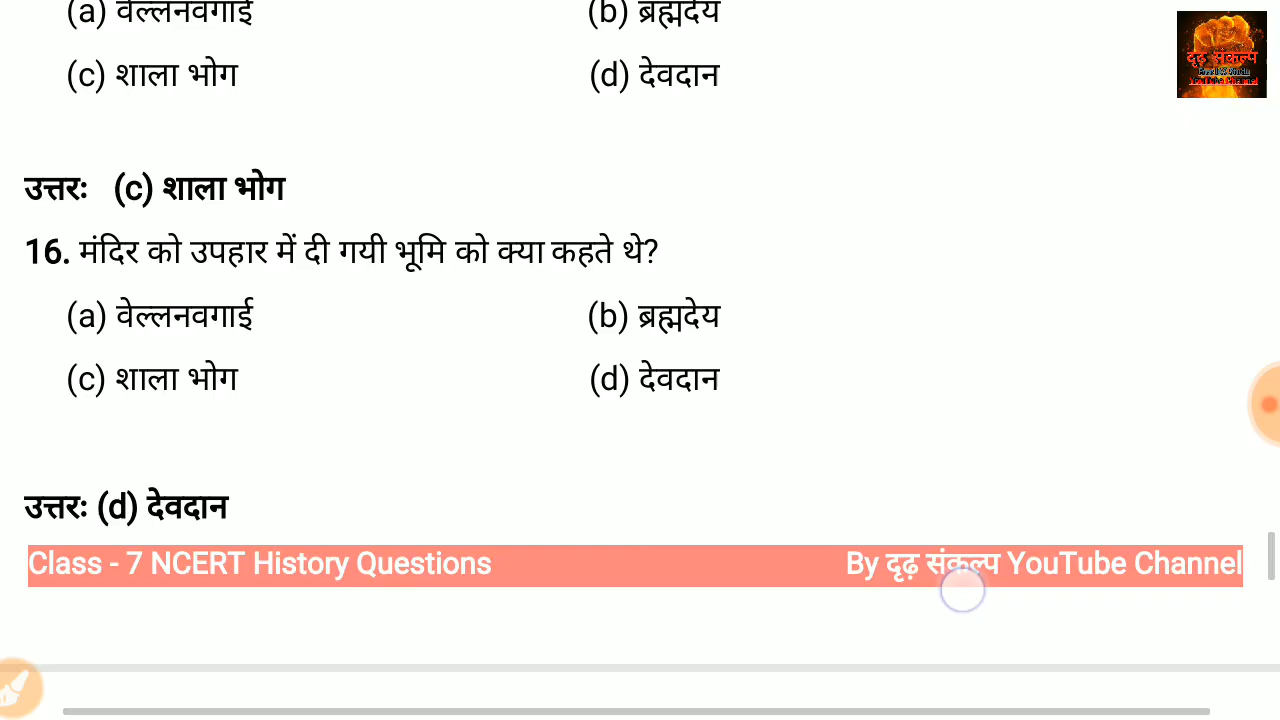 (a) वेल्लनवगाई (b) ब्रह्मदेय
(c) शाला भोग (d) देवदान
दृढ़ संकल्प
उत्तरः (c) शाला भोग
16. मंदिर को उपहार में दी गयी भूमि को क्या कहते थे?
(a) वेल्लनवगाई (b) ब्रह्मदेय
(c) शाला भोग (d) देवदान
उत्तरः (d) देवदान
Class - 7 NCERT History Questions By दृढ़ संकल्प YouTube Channel